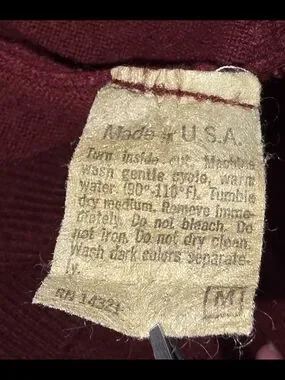 Made in U.S.A.
Turn inside out. Machine
wash gentle cycle, warm
water (90°-110°F). Tumble
dry medium. Remove imme-
diately. Do not bleach. Do
not iron. Do not dry clean.
Wash dark colors separate-
ly.
RN 14321
M